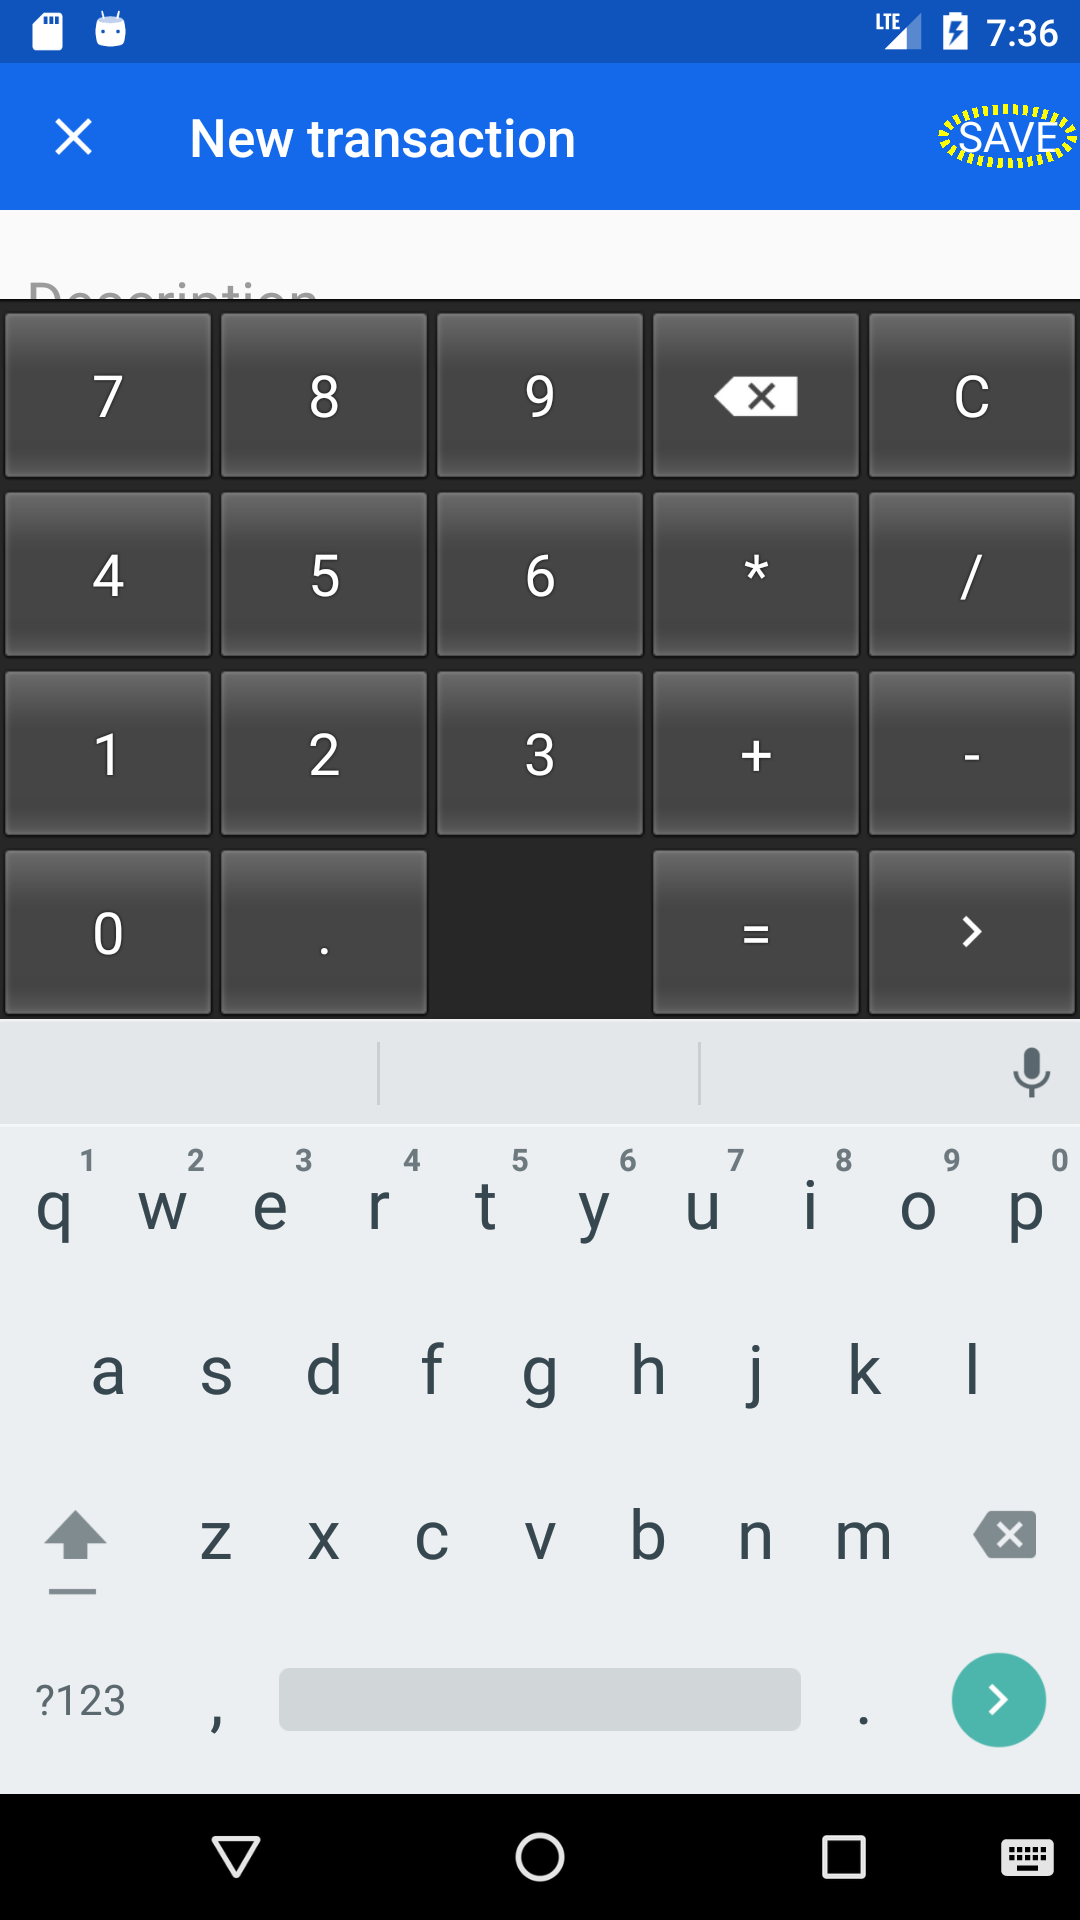 LTE 7:36
New transaction SAVE
Description
7 8 9 C
4 5 6 * /
1 2 3 + -
0 . = >
1 2 3 4 5 6 7 8 9 0
q w e r t y u i o p
a s d f g h j k l
z x c v b n m
?123 , .